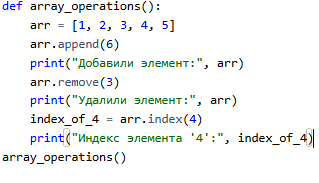 def array_operations():
    arr = [1, 2, 3, 4, 5]
    arr.append(6)
    print("Добавили элемент:", arr)
    arr.remove(3)
    print("Удалили элемент:", arr)
    index_of_4 = arr.index(4)
    print("Индекс элемента '4':", index_of_4)
array_operations()